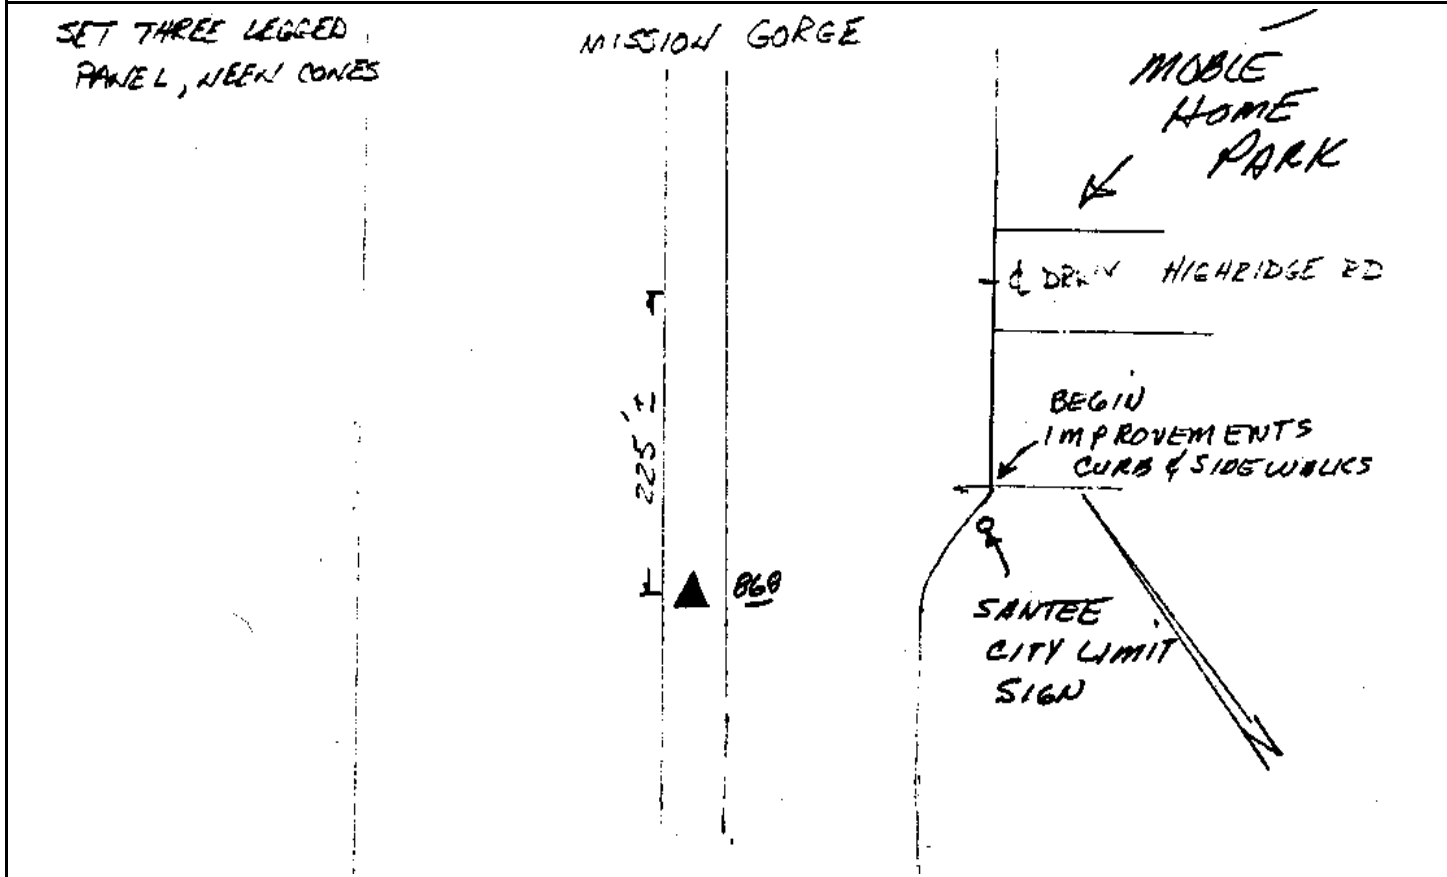 SET THREE LEGGED
PANEL, NEEN CONES
MISSION GORGE
MOBLE
HOME
PARK
℄ HIGHRIDGE RD
225'±
BEGIN
IMPROVEMENTS
CURB & SIDEWALKS
868
SANTEE
CITY LIMIT
SIGN
N